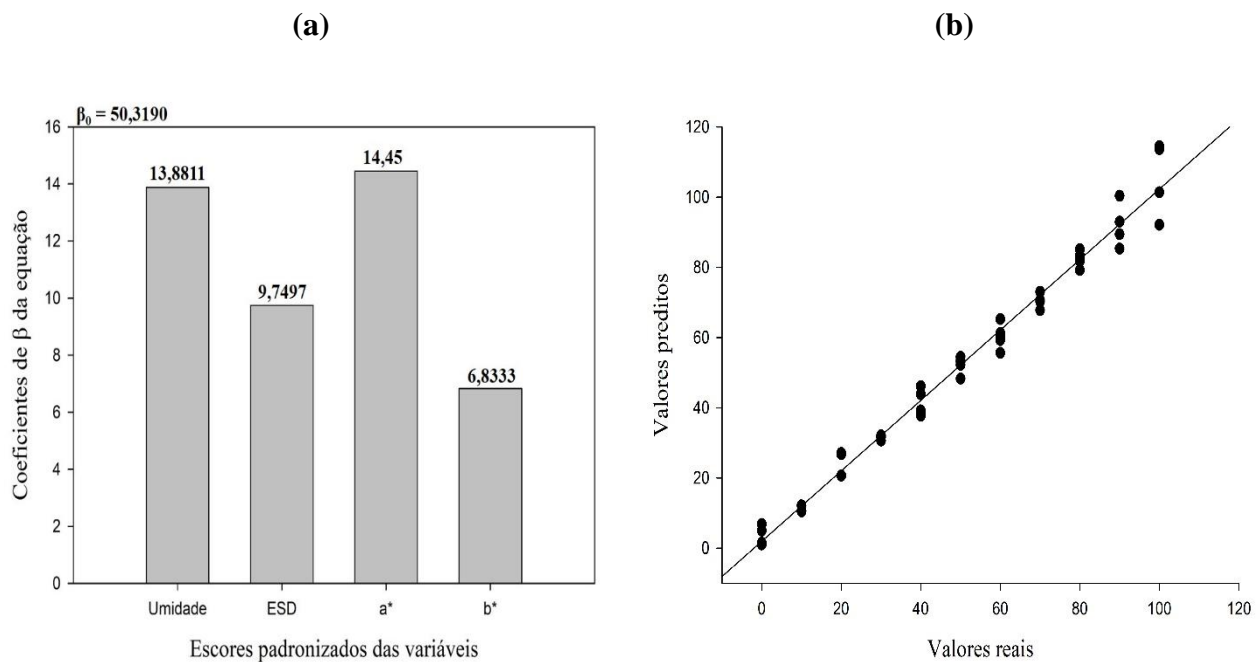 (a)
β₀ = 50,3190
16
14
12
10
8
6
4
2
0
13,8811
9,7497
14,45
6,8333
Coeficientes de β da equação
Umidade ESD a* b*
Escores padronizados das variáveis
(b)
120
100
80
60
40
20
0
Valores preditos
0 20 40 60 80 100 120
Valores reais